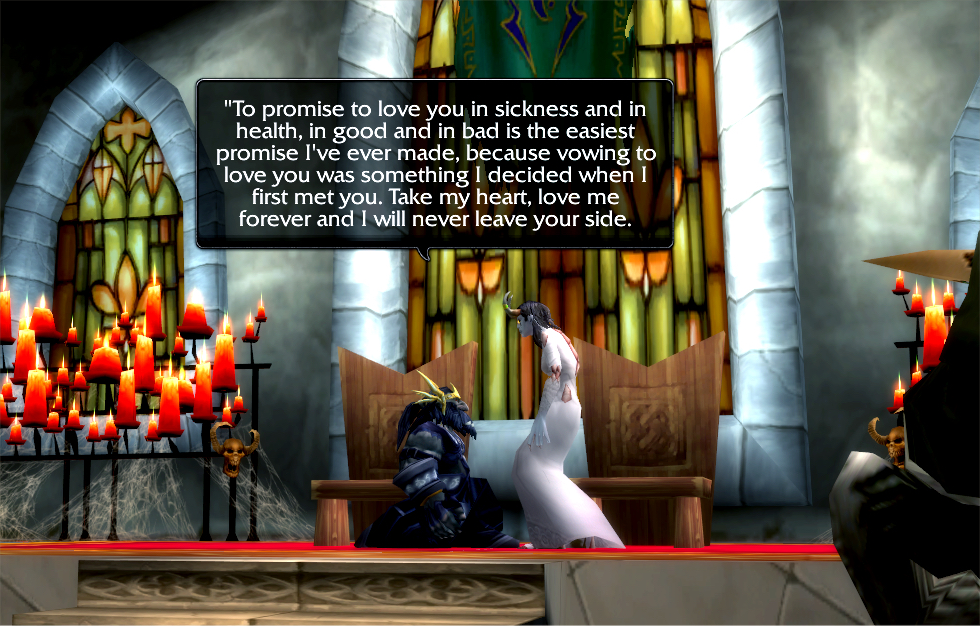 "To promise to love you in sickness and in
health, in good and in bad is the easiest
promise I've ever made, because vowing to
love you was something I decided when I
first met you. Take my heart, love me
forever and I will never leave your side.